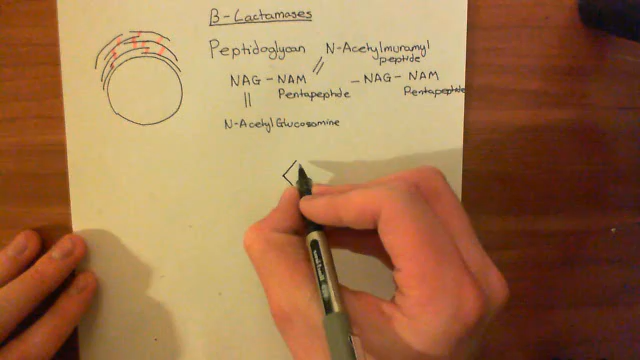 β-Lactamases
Peptidoglycan
N-Acetylmuramyl
peptide
NAG - NAM - NAG - NAM
Pentapeptide Pentapeptide
N-Acetyl Glucosamine